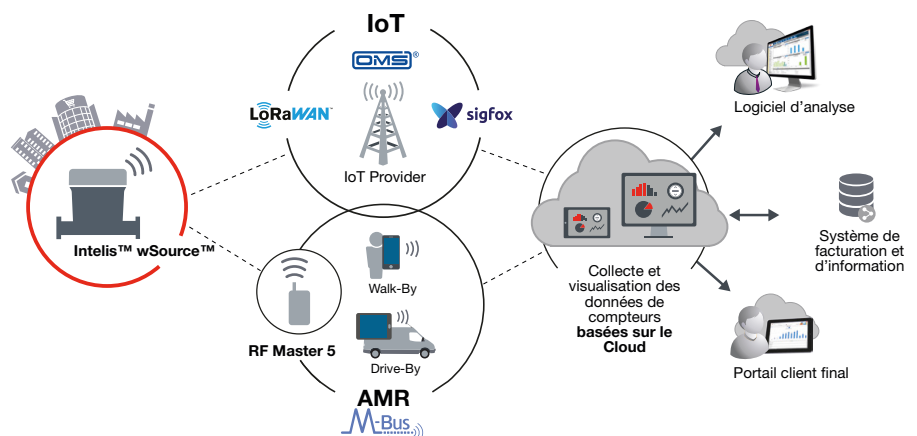 IoT
OMS®
LoRaWAN™
sigfox
IoT Provider
Intelis™ wSource™
Walk-By
RF Master 5
Drive-By
AMR
M-Bus
Collecte et
visualisation des
données de
compteurs
basées sur le
Cloud
Logiciel d'analyse
Système de
facturation et
d'information
Portail client final